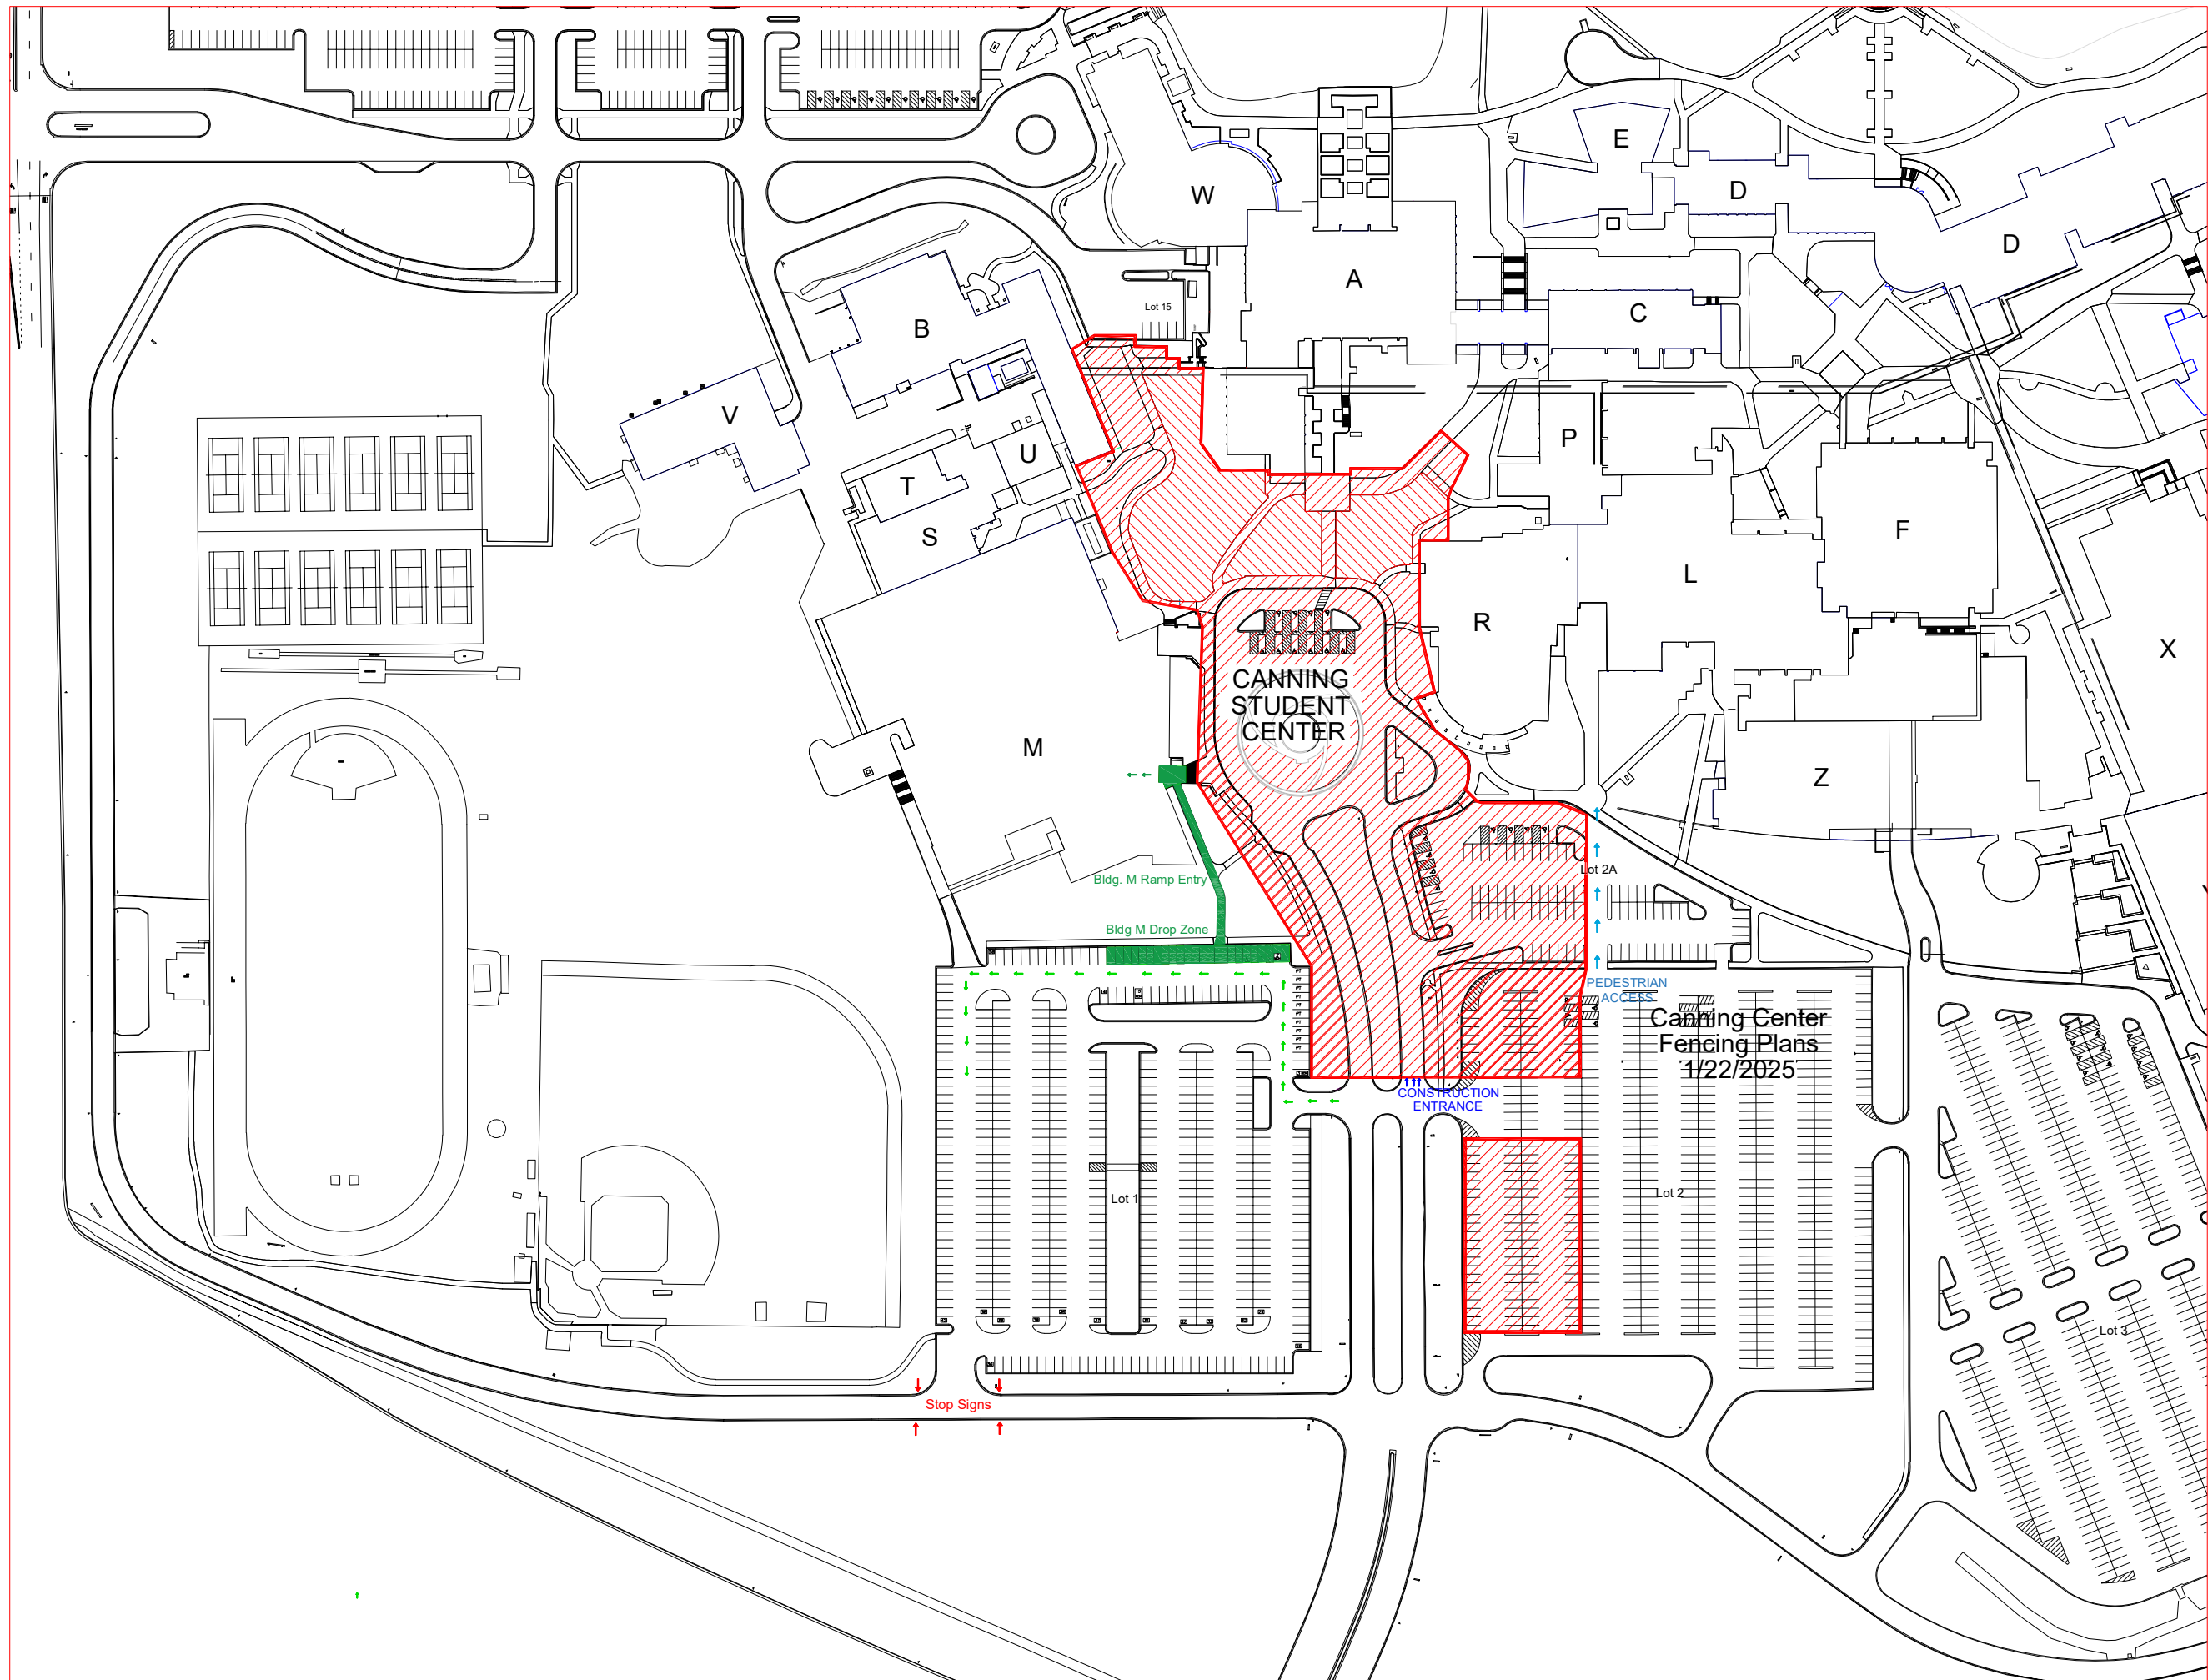 E
D
W
D
A
Lot 15
C
B
V
P
U
T
F
S
L
R
X
CANNING
STUDENT
CENTER
M
Z
Lot 2A
Bldg. M Ramp Entry
Bldg M Drop Zone
PEDESTRIAN
ACCESS
Canning Center
Fencing Plans
1/22/2025
CONSTRUCTION
ENTRANCE
Lot 1
Lot 2
Lot 3
Stop Signs